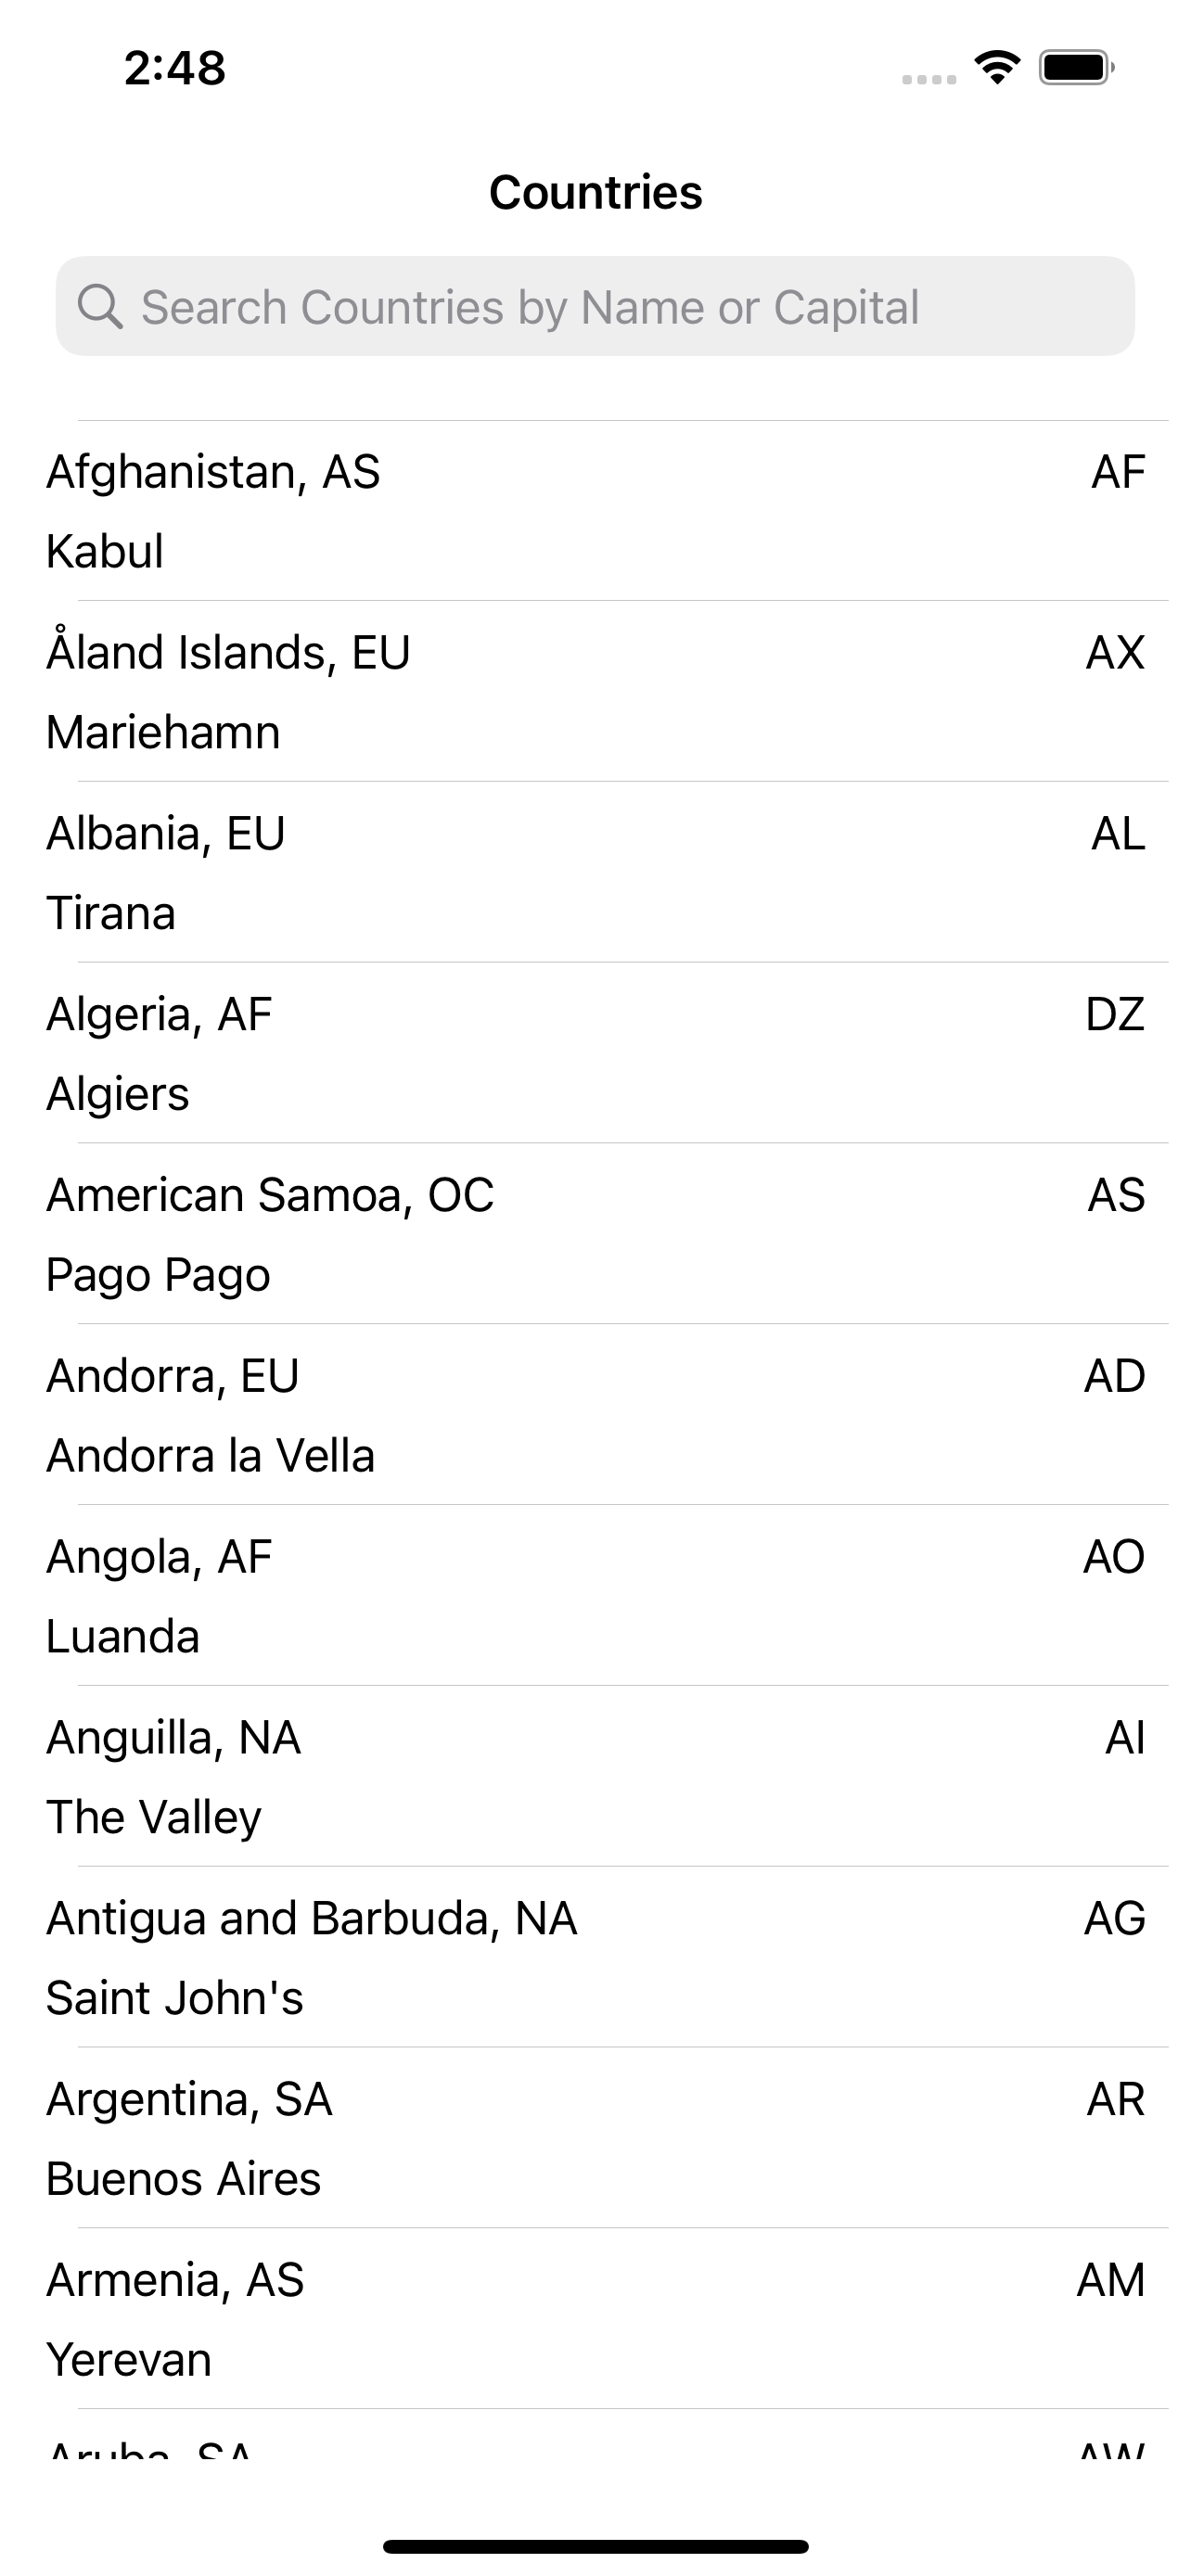 2:48
Countries
Search Countries by Name or Capital
Afghanistan, AS AF
Kabul
Åland Islands, EU AX
Mariehamn
Albania, EU AL
Tirana
Algeria, AF DZ
Algiers
American Samoa, OC AS
Pago Pago
Andorra, EU AD
Andorra la Vella
Angola, AF AO
Luanda
Anguilla, NA AI
The Valley
Antigua and Barbuda, NA AG
Saint John's
Argentina, SA AR
Buenos Aires
Armenia, AS AM
Yerevan
Aruba, SA AW